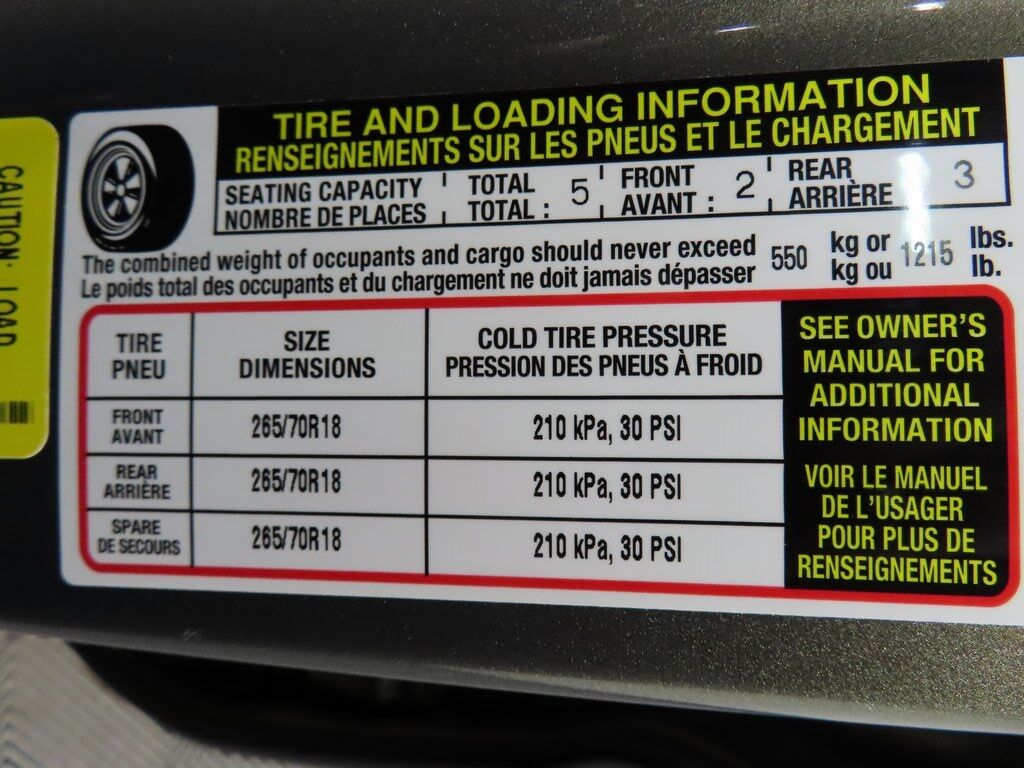 TIRE AND LOADING INFORMATION
RENSEIGNEMENTS SUR LES PNEUS ET LE CHARGEMENT
SEATING CAPACITY TOTAL FRONT REAR
NOMBRE DE PLACES TOTAL : 5 AVANT : 2 ARRIÈRE 3
The combined weight of occupants and cargo should never exceed 550 kg or 1215 lbs.
Le poids total des occupants et du chargement ne doit jamais dépasser kg ou lb.
TIRE SIZE COLD TIRE PRESSURE
PNEU DIMENSIONS PRESSION DES PNEUS À FROID
FRONT
AVANT 265/70R18 210 kPa, 30 PSI
REAR
ARRIÈRE 265/70R18 210 kPa, 30 PSI
SPARE
DE SECOURS 265/70R18 210 kPa, 30 PSI
SEE OWNER'S
MANUAL FOR
ADDITIONAL
INFORMATION
VOIR LE MANUEL
DE L'USAGER
POUR PLUS DE
RENSEIGNEMENTS
CAUTION: LOAD